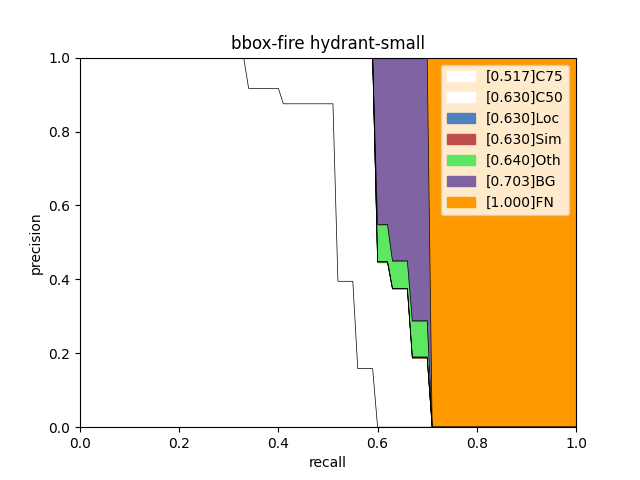 bbox-fire hydrant-small
1.0
0.8
0.6
0.4
0.2
0.0
precision
[0.517]C75
[0.630]C50
[0.630]Loc
[0.630]Sim
[0.640]Oth
[0.703]BG
[1.000]FN
0.0 0.2 0.4 0.6 0.8 1.0
recall